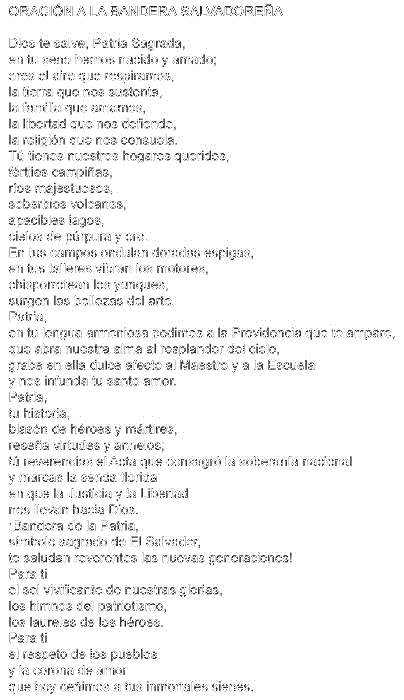 ORACIÓN A LA BANDERA SALVADOREÑA
Dios te salve, Patria Sagrada,
en tu seno hemos nacido y amado;
eres el aire que respiramos,
la tierra que nos sustenta,
la familia que amamos,
la libertad que nos defiende,
la religión que nos consuela.
Tú tienes nuestros hogares queridos,
fértiles campiñas,
ríos majestuosos,
soberbios volcanes,
apacibles lagos,
cielos de púrpura y oro.
En tus campos ondulan doradas espigas,
en tus talleres vibran los motores,
chisporrotean los yunques,
surgen las bellezas del arte.
Patria,
en tu lengua armoniosa pedimos a la Providencia que te ampare,
que abra nuestra alma al resplandor del cielo,
grabe en ella dulce afecto al Maestro y a la Escuela
y nos infunda tu santo amor.
Patria,
tu historia,
blasón de héroes y mártires,
reseña virtudes y anhelos;
tú reverencias el Acta que consagró la soberanía nacional
y marcas la senda florida
en que la Justicia y la Libertad
nos llevan hacia Dios.
¡Bandera de la Patria,
símbolo sagrado de El Salvador,
te saludan reverentes las nuevas generaciones!
Para ti
el sol vivificante de nuestras glorias,
los himnos del patriotismo,
los laureles de los héroes.
Para ti
el respeto de los pueblos
y la corona de amor
que hoy ceñimos a tus inmortales sienes.